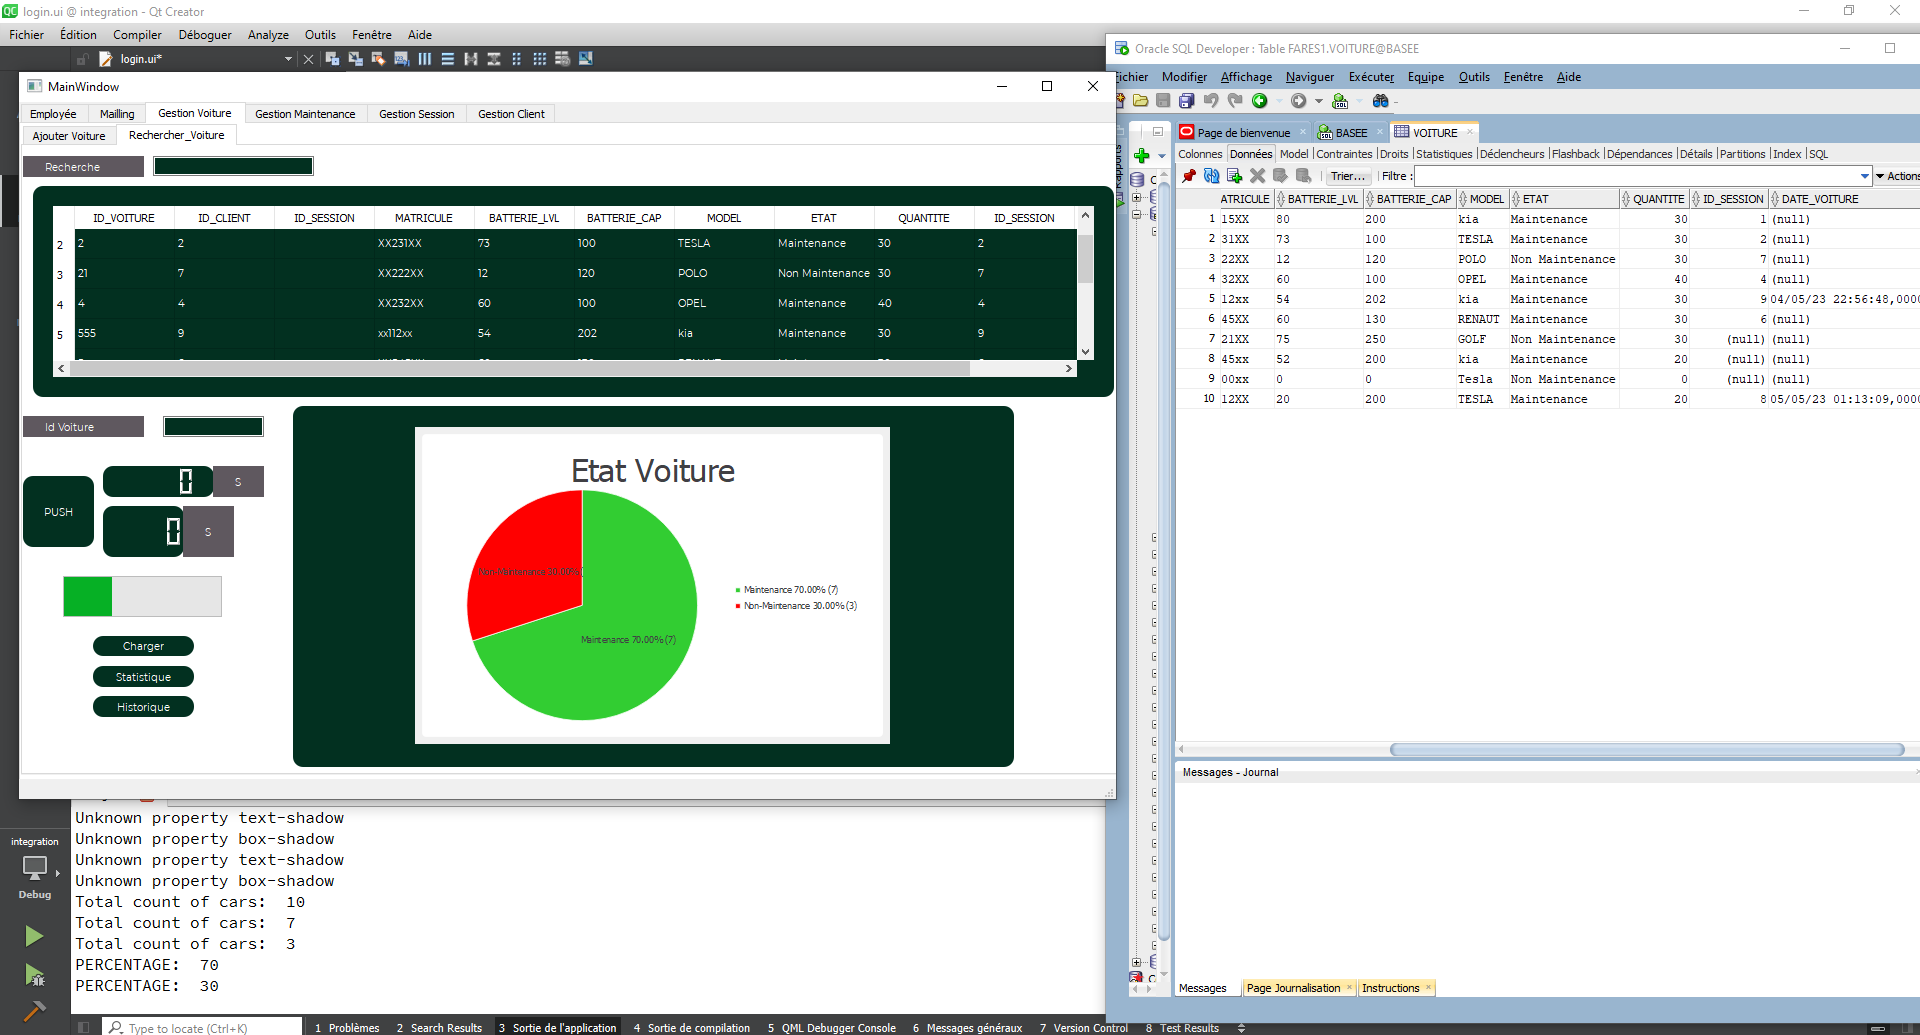 login.ui @ integration - Qt Creator
Fichier Édition Compiler Déboguer Analyze Outils Fenêtre Aide
login.ui*
MainWindow
Employée Mailling Gestion Voiture Gestion Maintenance Gestion Session Gestion Client
Ajouter Voiture Rechercher_Voiture
Recherche
ID_VOITURE ID_CLIENT ID_SESSION MATRICULE BATTERIE_LVL BATTERIE_CAP MODEL ETAT QUANTITE ID_SESSION
2 2 2 XX231XX 73 100 TESLA Maintenance 30 2
3 21 7 XX222XX 12 120 POLO Non Maintenance 30 7
4 4 4 XX232XX 60 100 OPEL Maintenance 40 4
5 555 9 xx112xx 54 202 kia Maintenance 30 9
Id Voiture
PUSH
0 S
0 S
Charger
Statistique
Historique
Etat Voiture
Non-Maintenance 30.00% (
Maintenance 70.00% (7)
Maintenance 70.00% (7)
Non-Maintenance 30.00% (3)
Unknown property text-shadow
Unknown property box-shadow
Unknown property text-shadow
Unknown property box-shadow
Total count of cars: 10
Total count of cars: 7
Total count of cars: 3
PERCENTAGE: 70
PERCENTAGE: 30
integration
Debug
Type to locate (Ctrl+K)
1 Problèmes 2 Search Results 3 Sortie de l'application 4 Sortie de compilation 5 QML Debugger Console 6 Messages généraux 7 Version Control 8 Test Results
Oracle SQL Developer : Table FARES1.VOITURE@BASEE
ichier Modifier Affichage Naviguer Exécuter Equipe Outils Fenêtre Aide
Page de bienvenue BASEE VOITURE
Colonnes Données Model Contraintes Droits Statistiques Déclencheurs Flashback Dépendances Détails Partitions Index SQL
Trier... Filtre : Actions
ATRICULE BATTERIE_LVL BATTERIE_CAP MODEL ETAT QUANTITE ID_SESSION DATE_VOITURE
1 15XX 80 200 kia Maintenance 30 1 (null)
2 31XX 73 100 TESLA Maintenance 30 2 (null)
3 22XX 12 120 POLO Non Maintenance 30 7 (null)
4 32XX 60 100 OPEL Maintenance 40 4 (null)
5 12xx 54 202 kia Maintenance 30 9 04/05/23 22:56:48,000
6 45XX 60 130 RENAUT Maintenance 30 6 (null)
7 21XX 75 250 GOLF Non Maintenance 30 (null) (null)
8 45xx 52 200 kia Maintenance 20 (null) (null)
9 00xx 0 0 Tesla Non Maintenance 0 (null) (null)
10 12XX 20 200 TESLA Maintenance 20 8 05/05/23 01:13:09,000
Messages - Journal
Messages Page Journalisation Instructions